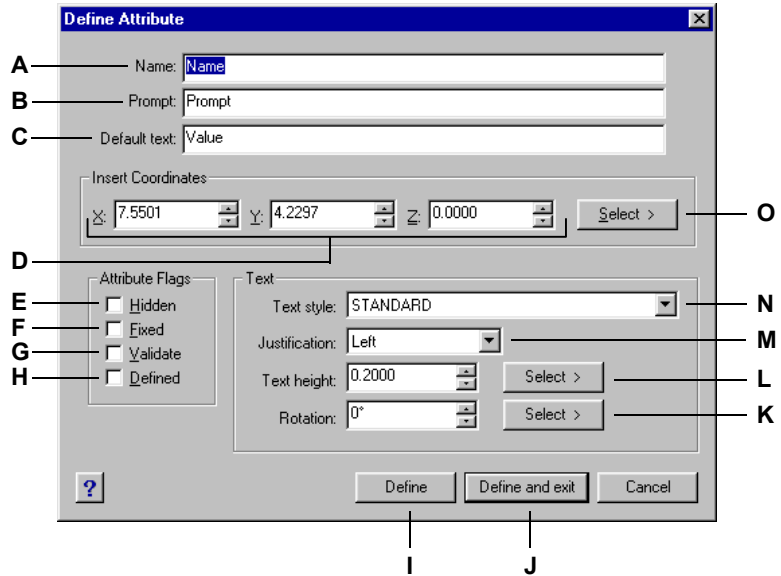 Define Attribute
A Name: Name
B Prompt: Prompt
C Default text: Value
Insert Coordinates
X: 7.5501 Y: 4.2297 Z: 0.0000 Select > O
D
Attribute Flags Text
E Hidden Text style: STANDARD N
F Fixed
G Validate Justification: Left M
H Defined Text height: 0.2000 Select > L
Rotation: 0° Select > K
? Define Define and exit Cancel
I J